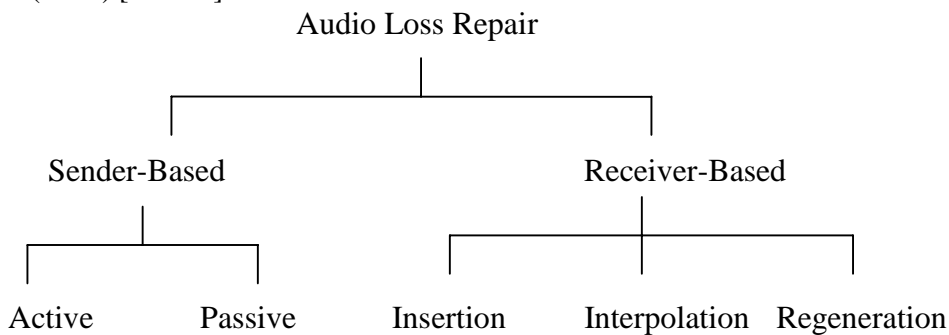 Audio Loss Repair
Sender-Based Receiver-Based
Active Passive Insertion Interpolation Regeneration